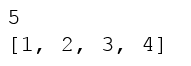 5
[1, 2, 3, 4]